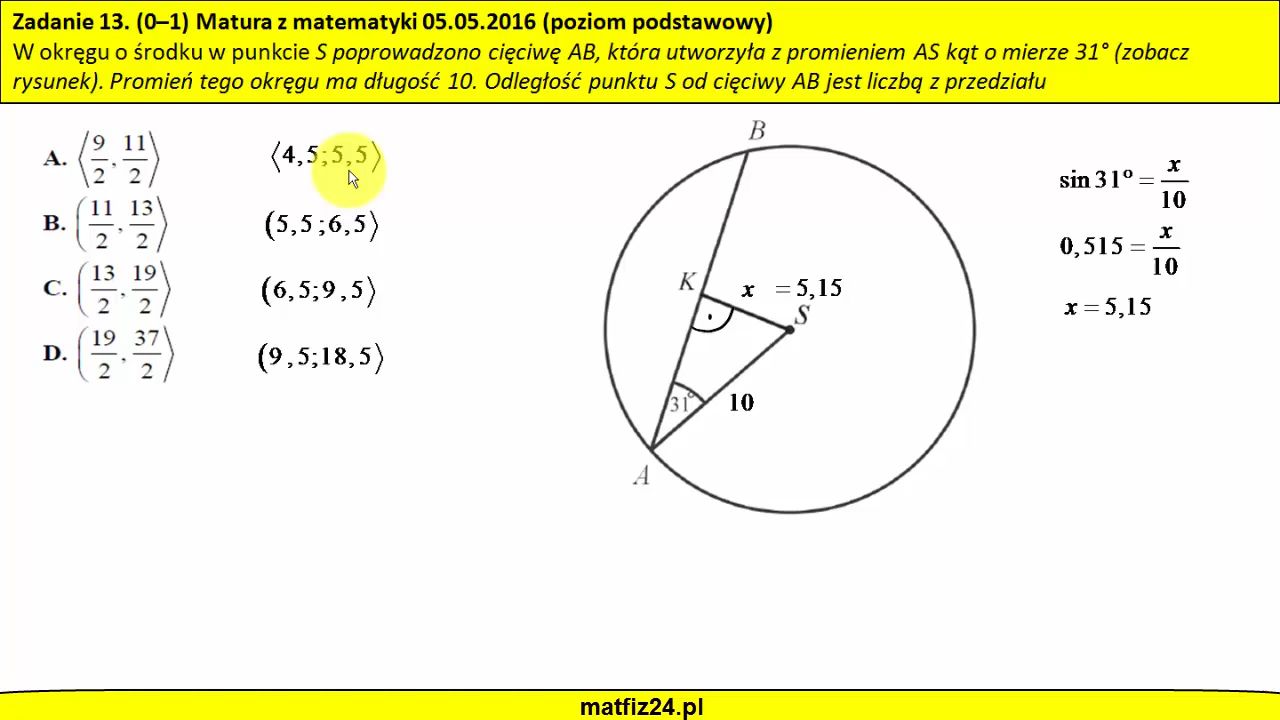 Zadanie 13. (0–1) Matura z matematyki 05.05.2016 (poziom podstawowy)
W okręgu o środku w punkcie S poprowadzono cięciwę AB, która utworzyła z promieniem AS kąt o mierze 31° (zobacz
rysunek). Promień tego okręgu ma długość 10. Odległość punktu S od cięciwy AB jest liczbą z przedziału
A. ⟨9/2, 11/2⟩ ⟨4,5;5,5⟩
B. (11/2, 13/2⟩ (5,5;6,5⟩
C. (13/2, 19/2⟩ (6,5;9,5⟩
D. (19/2, 37/2⟩ (9,5;18,5⟩
B
K
x = 5,15
S
31°
10
A
sin31° = x/10
0,515 = x/10
x = 5,15
matfiz24.pl